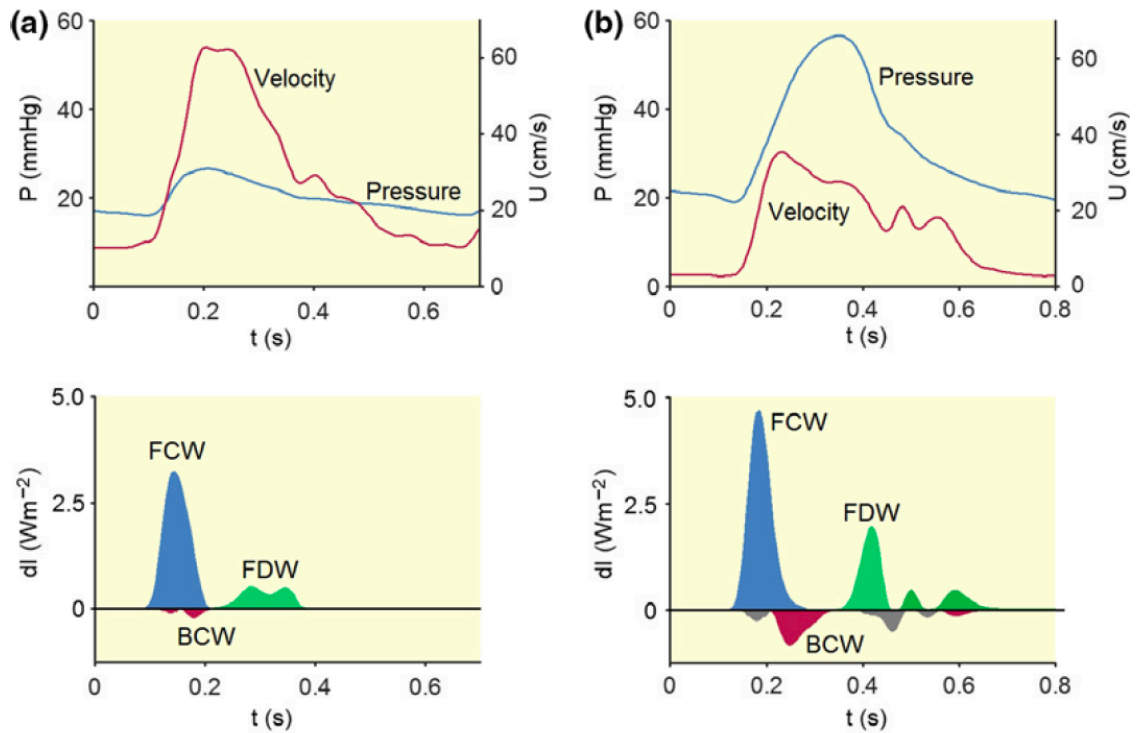 (a)
60
40
20
0
P (mmHg)
60
40
20
0
U (cm/s)
Velocity
Pressure
0 0.2 0.4 0.6
t (s)
(b)
60
40
20
0
P (mmHg)
60
40
20
0
U (cm/s)
Pressure
Velocity
0 0.2 0.4 0.6 0.8
t (s)
5.0
2.5
0
dI (Wm⁻²)
FCW
FDW
BCW
0 0.2 0.4 0.6
t (s)
5.0
2.5
0
dI (Wm⁻²)
FCW
FDW
BCW
0 0.2 0.4 0.6 0.8
t (s)